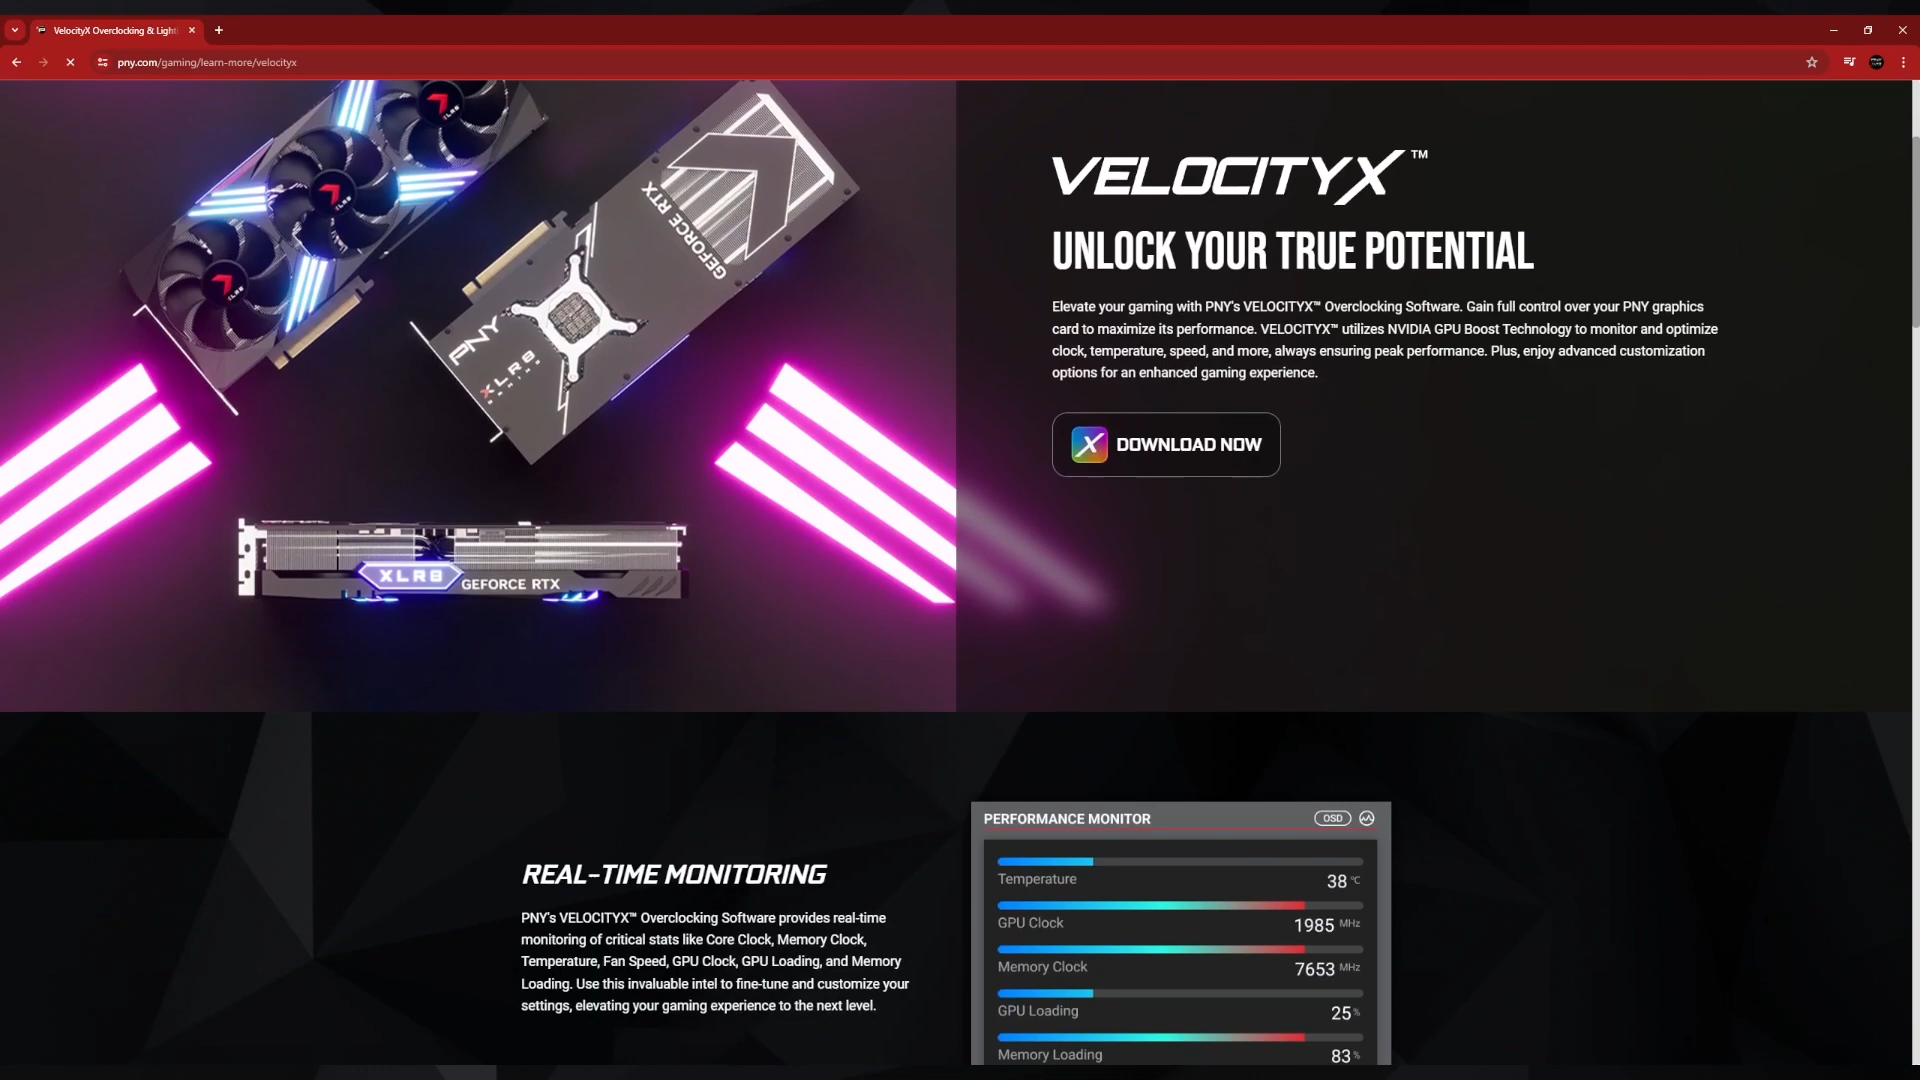 VelocityX Overclocking & Lighti
pny.com/gaming/learn-more/velocityx
XLR8
XLR8
XLR8
GEFORCE RTX
GEFORCE RTX
PNY
XLR8
XLR8
GEFORCE RTX
VELOCITYX™
UNLOCK YOUR TRUE POTENTIAL
Elevate your gaming with PNY's VELOCITYX™ Overclocking Software. Gain full control over your PNY graphics
card to maximize its performance. VELOCITYX™ utilizes NVIDIA GPU Boost Technology to monitor and optimize
clock, temperature, speed, and more, always ensuring peak performance. Plus, enjoy advanced customization
options for an enhanced gaming experience.
X DOWNLOAD NOW
REAL-TIME MONITORING
PNY's VELOCITYX™ Overclocking Software provides real-time
monitoring of critical stats like Core Clock, Memory Clock,
Temperature, Fan Speed, GPU Clock, GPU Loading, and Memory
Loading. Use this invaluable intel to fine-tune and customize your
settings, elevating your gaming experience to the next level.
PERFORMANCE MONITOR OSD
Temperature 38 °C
GPU Clock 1985 MHz
Memory Clock 7653 MHz
GPU Loading 25 %
Memory Loading 83 %